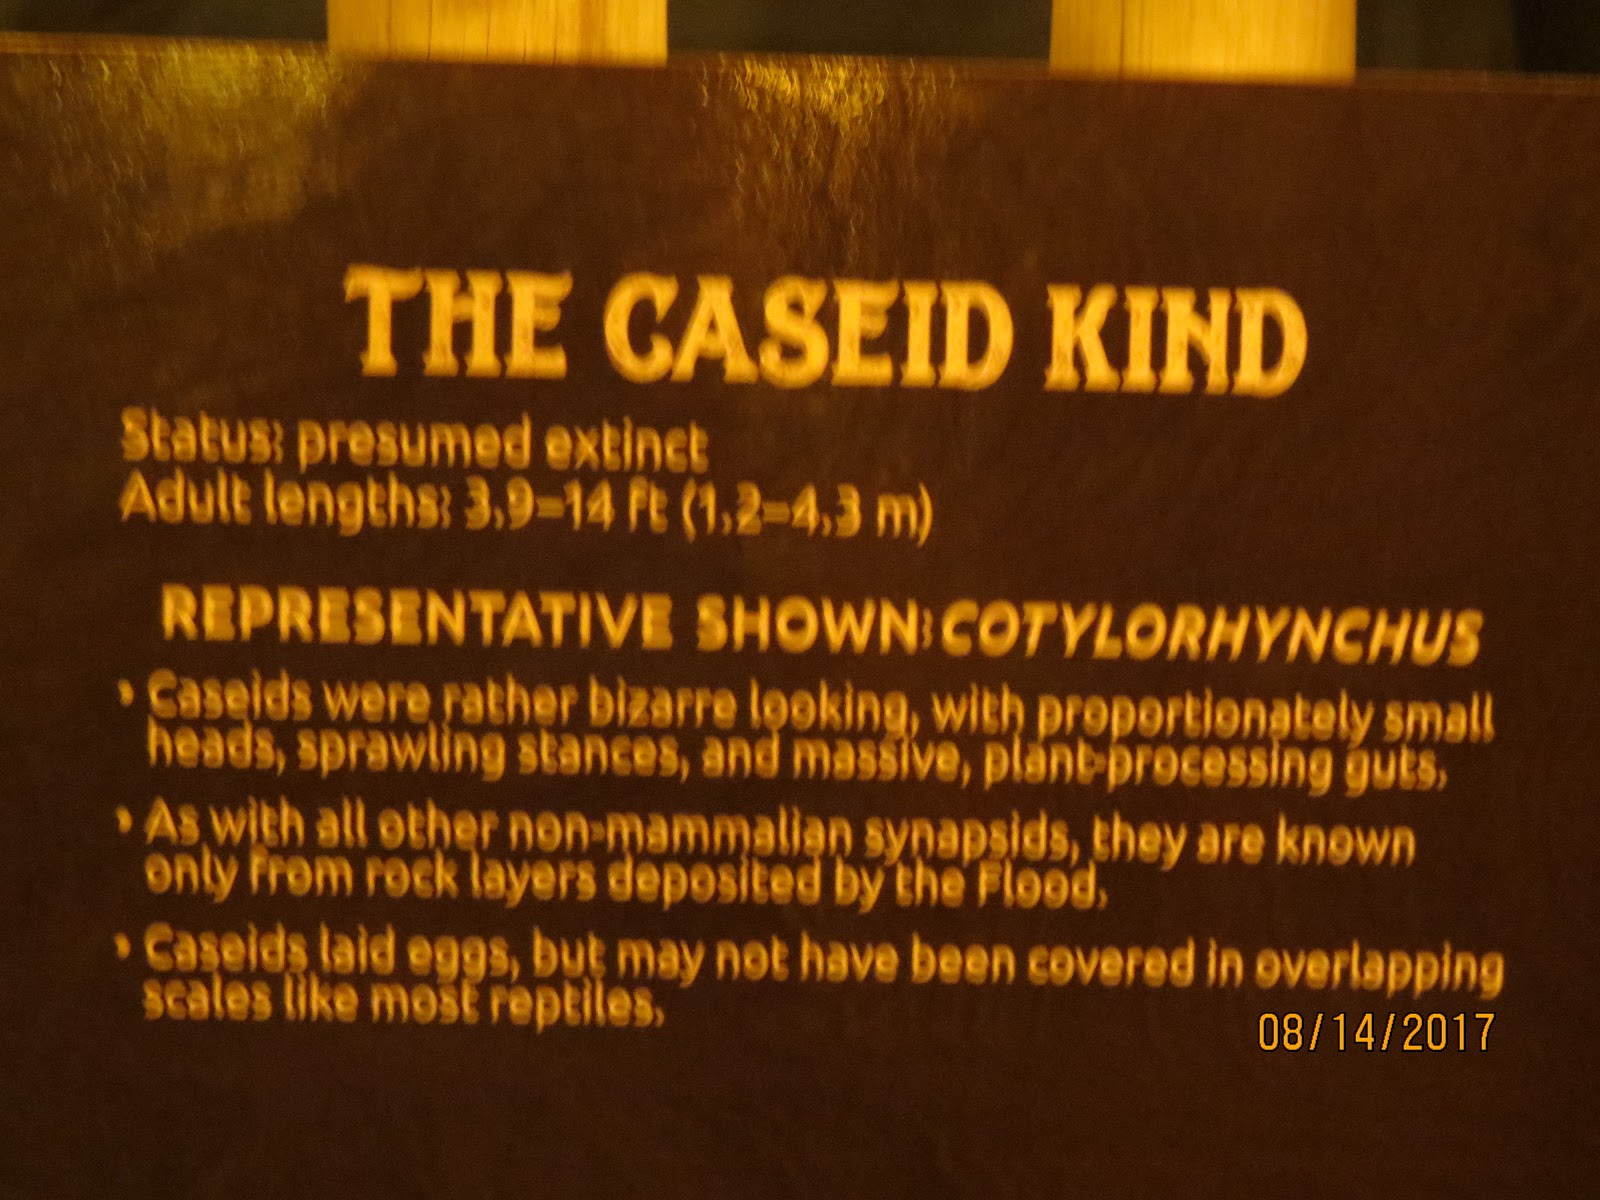 THE CASEID KIND
Status: presumed extinct
Adult lengths: 3.9–14 ft (1.2–4.3 m)
REPRESENTATIVE SHOWN: COTYLORHYNCHUS
• Caseids were rather bizarre looking, with proportionately small
heads, sprawling stances, and massive, plant-processing guts.
• As with all other non-mammalian synapsids, they are known
only from rock layers deposited by the Flood.
• Caseids laid eggs, but may not have been covered in overlapping
scales like most reptiles.
08/14/2017